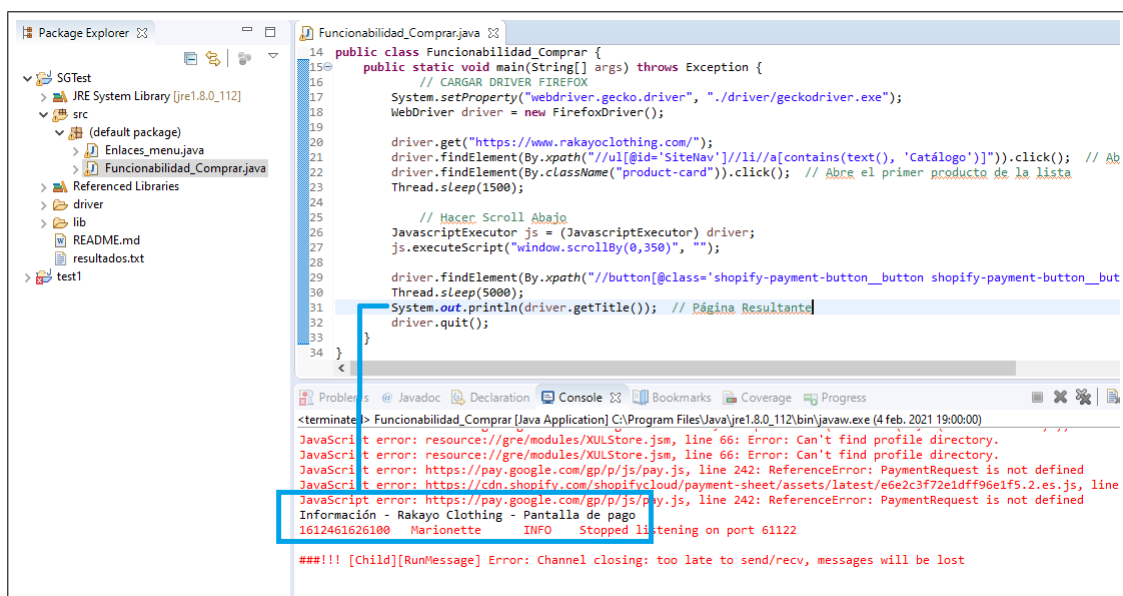 Package Explorer
SGTest
JRE System Library [jre1.8.0_112]
src
(default package)
Enlaces_menu.java
Funcionabilidad_Comprar.java
Referenced Libraries
driver
lib
README.md
resultados.txt
test1
Funcionabilidad_Comprar.java
14 public class Funcionabilidad_Comprar {
15 public static void main(String[] args) throws Exception {
16 // CARGAR DRIVER FIREFOX
17 System.setProperty("webdriver.gecko.driver", "./driver/geckodriver.exe");
18 WebDriver driver = new FirefoxDriver();
19
20 driver.get("https://www.rakayoclothing.com/");
21 driver.findElement(By.xpath("//ul[@id='SiteNav']//li//a[contains(text(), 'Catálogo')]")).click(); // Ab
22 driver.findElement(By.className("product-card")).click(); // Abre el primer producto de la lista
23 Thread.sleep(1500);
24
25 // Hacer Scroll Abajo
26 JavascriptExecutor js = (JavascriptExecutor) driver;
27 js.executeScript("window.scrollBy(0,350)", "");
28
29 driver.findElement(By.xpath("//button[@class='shopify-payment-button__button shopify-payment-button__but
30 Thread.sleep(5000);
31 System.out.println(driver.getTitle()); // Página Resultante
32 driver.quit();
33 }
34 }
Problems @ Javadoc Declaration Console Bookmarks Coverage Progress
<terminated> Funcionabilidad_Comprar [Java Application] C:\Program Files\Java\jre1.8.0_112\bin\javaw.exe (4 feb. 2021 19:00:00)
JavaScript error: resource://gre/modules/XULStore.jsm, line 66: Error: Can't find profile directory.
JavaScript error: resource://gre/modules/XULStore.jsm, line 66: Error: Can't find profile directory.
JavaScript error: https://pay.google.com/gp/p/js/pay.js, line 242: ReferenceError: PaymentRequest is not defined
JavaScript error: https://cdn.shopify.com/shopifycloud/payment-sheet/assets/latest/e6e2c3f72e1dff96e1f5.2.es.js, line
JavaScript error: https://pay.google.com/gp/p/js/pay.js, line 242: ReferenceError: PaymentRequest is not defined
Información - Rakayo Clothing - Pantalla de pago
1612461626100 Marionette INFO Stopped listening on port 61122
###!!! [Child][RunMessage] Error: Channel closing: too late to send/recv, messages will be lost